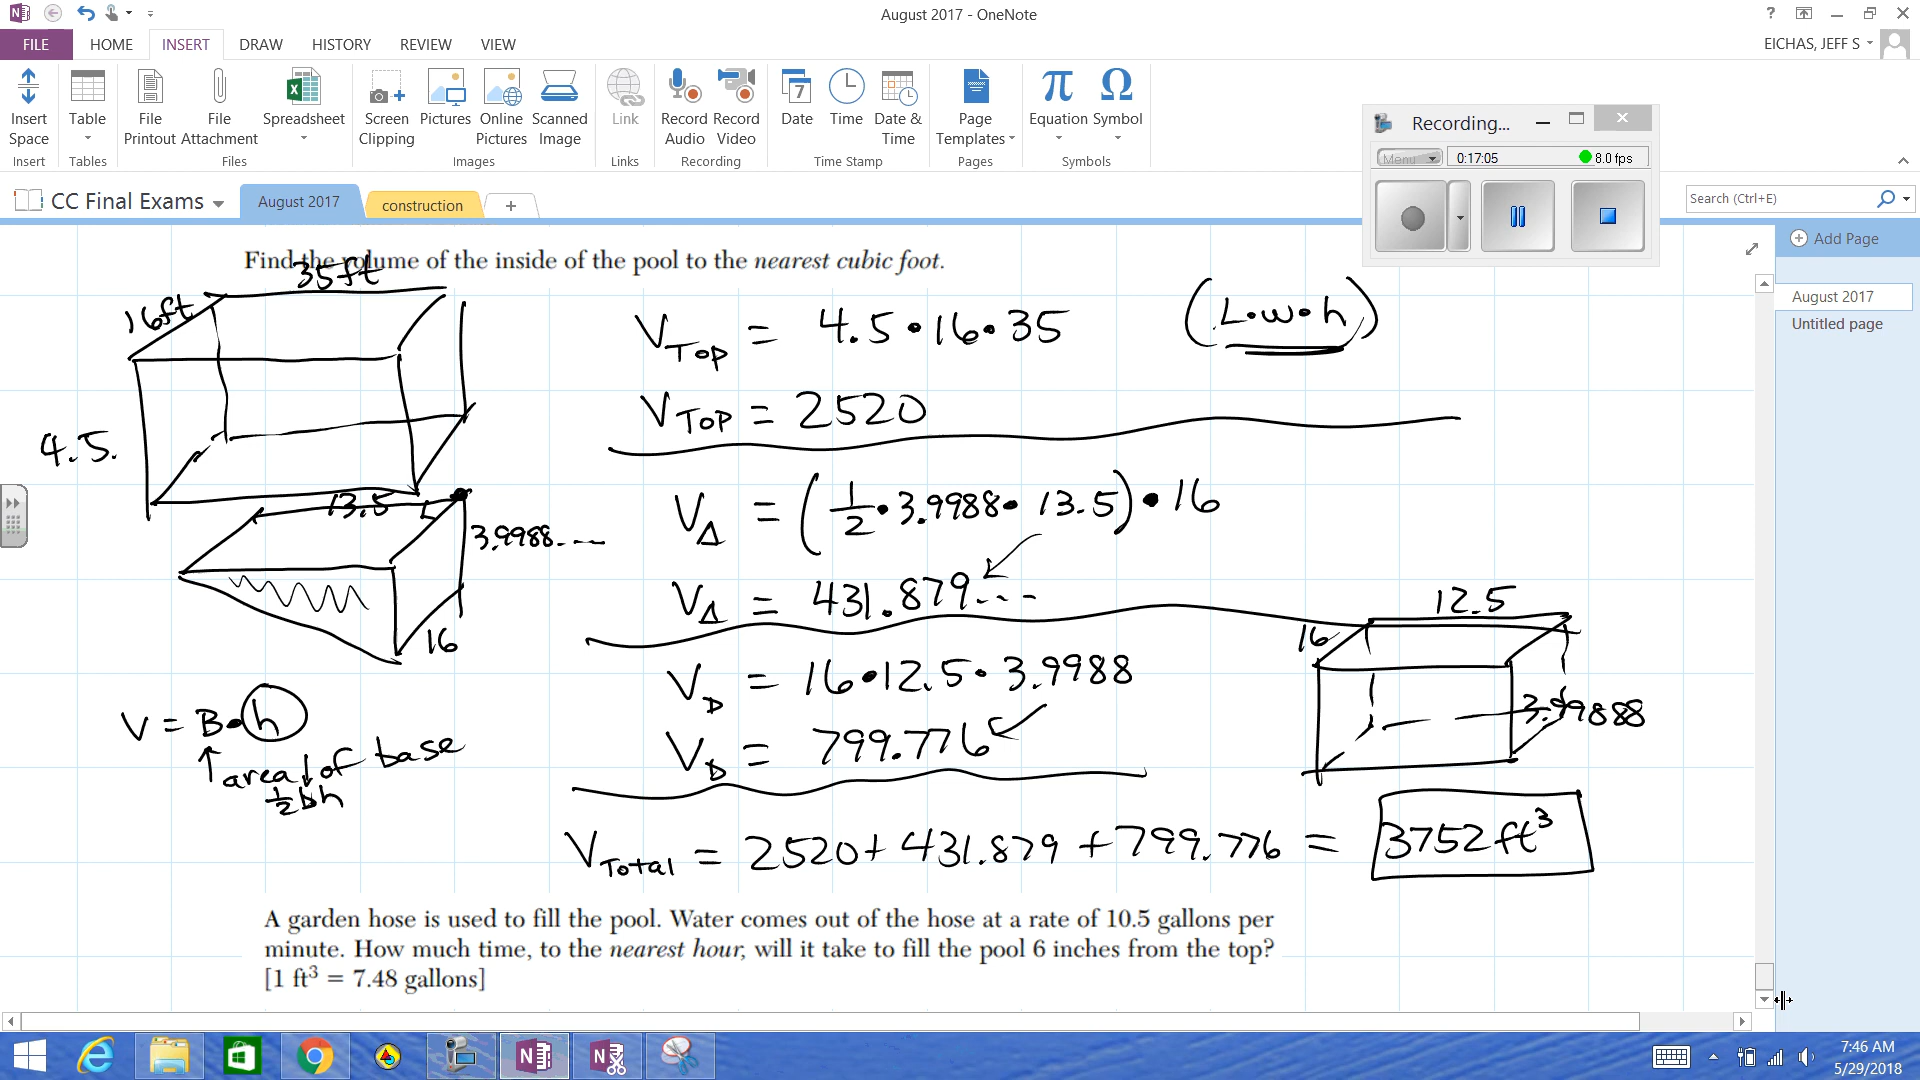 August 2017 - OneNote
FILE HOME INSERT DRAW HISTORY REVIEW VIEW
EICHAS, JEFF S
Insert Space
Table
File Printout
File Attachment
Spreadsheet
Screen Clipping
Pictures
Online Pictures
Scanned Image
Link
Record Audio
Record Video
Date
Time
Date & Time
Page Templates
Equation
Symbol
Insert Tables Files Images Links Recording Time Stamp Pages Symbols
Recording...
Menu 0:17:05 8.0 fps
CC Final Exams August 2017 construction +
Search (Ctrl+E)
Add Page
August 2017
Untitled page
Find the volume of the inside of the pool to the nearest cubic foot.
35ft
16ft
4.5.
13.5
3.9988....
16
V = B•h
area of base
1/2 bh
V Top = 4.5•16•35 (L•w•h)
V Top = 2520
V Δ = (1/2•3.9988•13.5)•16
V Δ = 431.879...
V D = 16•12.5•3.9988
V D = 799.776
12.5
16
3.99888
V Total = 2520+431.879+799.776 = 3752 ft³
A garden hose is used to fill the pool. Water comes out of the hose at a rate of 10.5 gallons per
minute. How much time, to the nearest hour, will it take to fill the pool 6 inches from the top?
[1 ft³ = 7.48 gallons]
7:46 AM
5/29/2018